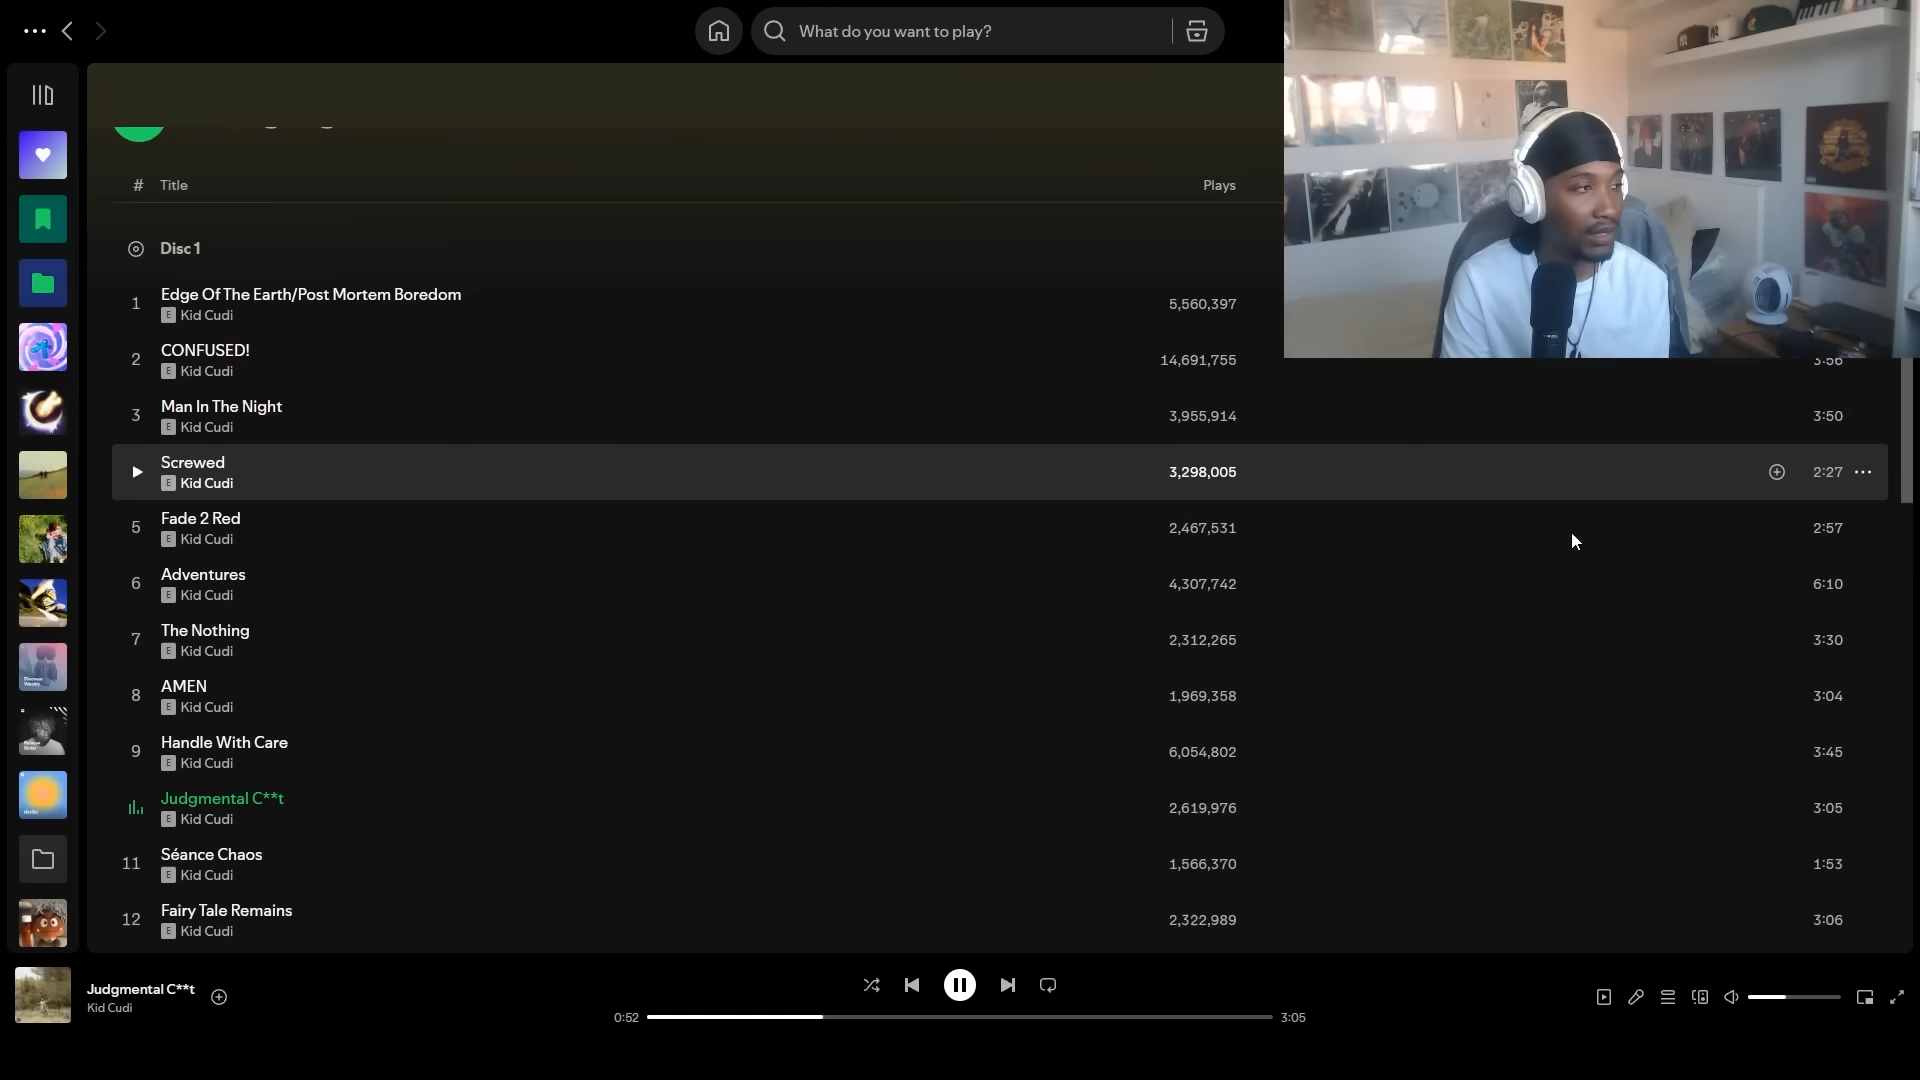 What do you want to play?
# Title Plays
Disc 1
1 Edge Of The Earth/Post Mortem Boredom 5,560,397
E Kid Cudi
2 CONFUSED! 14,691,755 3:56
E Kid Cudi
3 Man In The Night 3,955,914 3:50
E Kid Cudi
Screwed 3,298,005 2:27
E Kid Cudi
5 Fade 2 Red 2,467,531 2:57
E Kid Cudi
6 Adventures 4,307,742 6:10
E Kid Cudi
7 The Nothing 2,312,265 3:30
E Kid Cudi
8 AMEN 1,969,358 3:04
E Kid Cudi
9 Handle With Care 6,054,802 3:45
E Kid Cudi
Judgmental C**t 2,619,976 3:05
E Kid Cudi
11 Séance Chaos 1,566,370 1:53
E Kid Cudi
12 Fairy Tale Remains 2,322,989 3:06
E Kid Cudi
Judgmental C**t
Kid Cudi
0:52 3:05